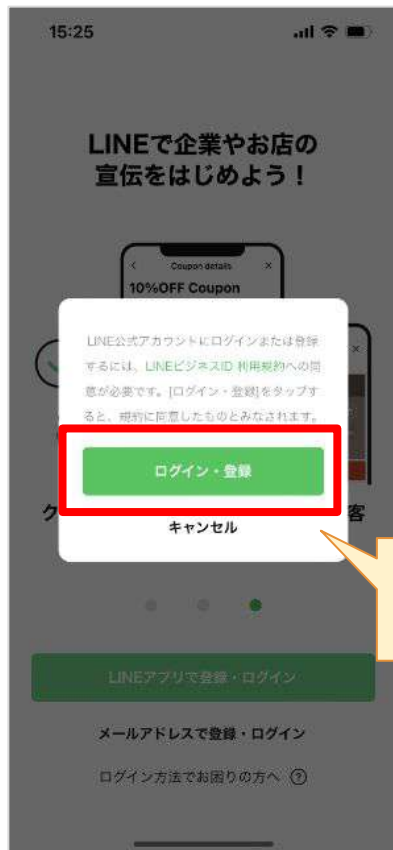 15:25
LINEで企業やお店の
宣伝をはじめよう！
Coupon details
10%OFF Coupon
LINE公式アカウントにログインまたは登録
するには、LINEビジネスID 利用規約への同
意が必要です。[ログイン・登録]をタップす
ると、規約に同意したものとみなされます。
ログイン・登録
ク
客
キャンセル
LINEアプリで登録・ログイン
メールアドレスで登録・ログイン
ログイン方法でお困りの方へ ?